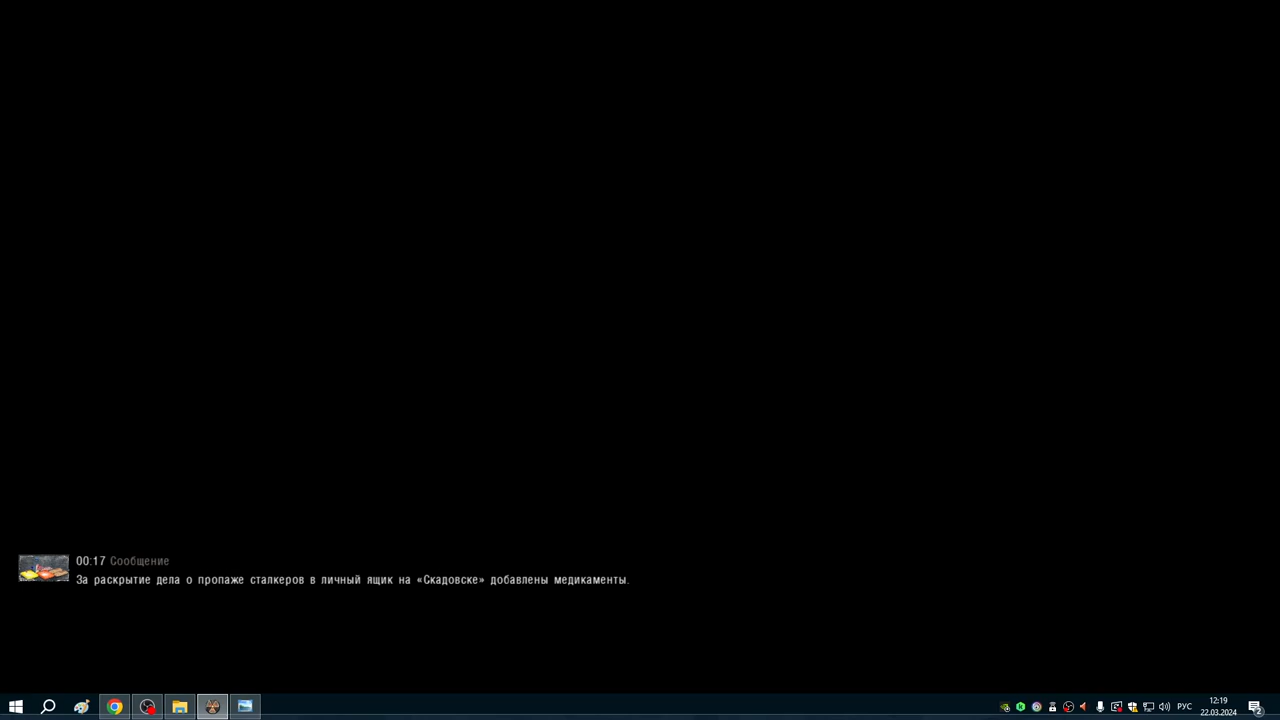 00:17 Сообщение
За раскрытие дела о пропаже сталкеров в личный ящик на «Скадовске» добавлены медикаменты.
РУС
12:19
22.03.2024
2